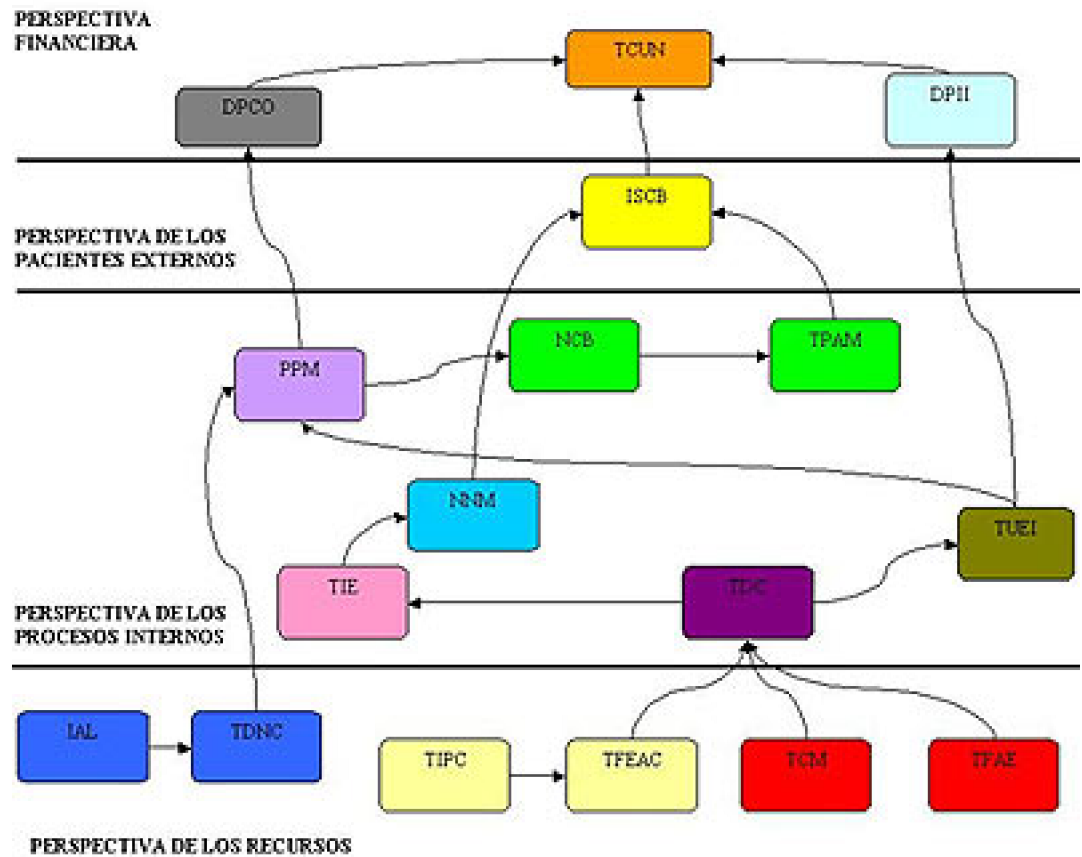 PERSPECTIVA
FINANCIERA
TCUN
DPCO
DPII
ISCB
PERSPECTIVA DE LOS
PACIENTES EXTERNOS
NCB
TPAM
PPM
NNM
TUEI
TIE
TDC
PERSPECTIVA DE LOS
PROCESOS INTERNOS
IAL
TDNC
TIPC
TFEAC
TCM
TFAE
PERSPECTIVA DE LOS RECURSOS